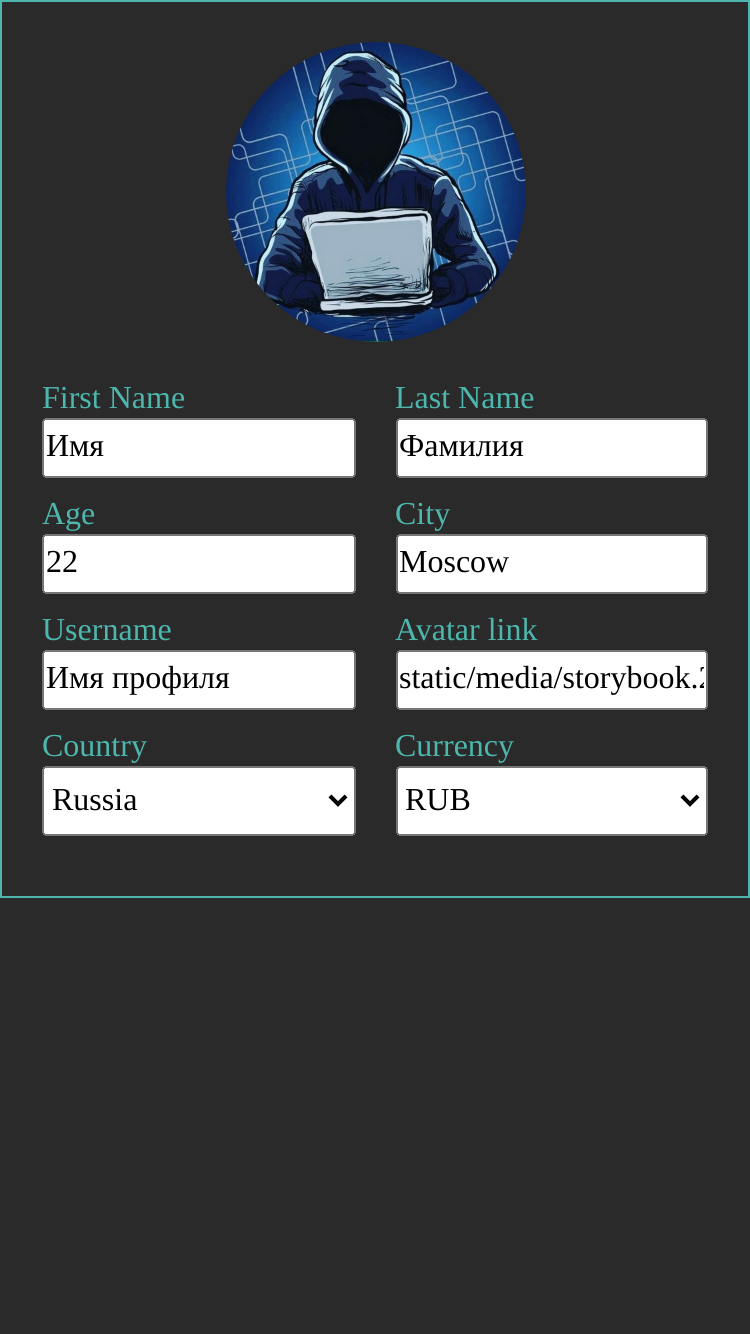 First Name Last Name
Имя Фамилия
Age City
22 Moscow
Username Avatar link
Имя профиля static/media/storybook.
Country Currency
Russia RUB